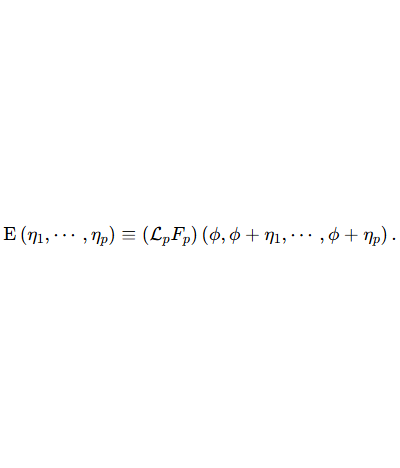 E (η₁, ⋯ , ηₚ) ≡ (ℒₚFₚ) (ϕ, ϕ + η₁, ⋯ , ϕ + ηₚ) .